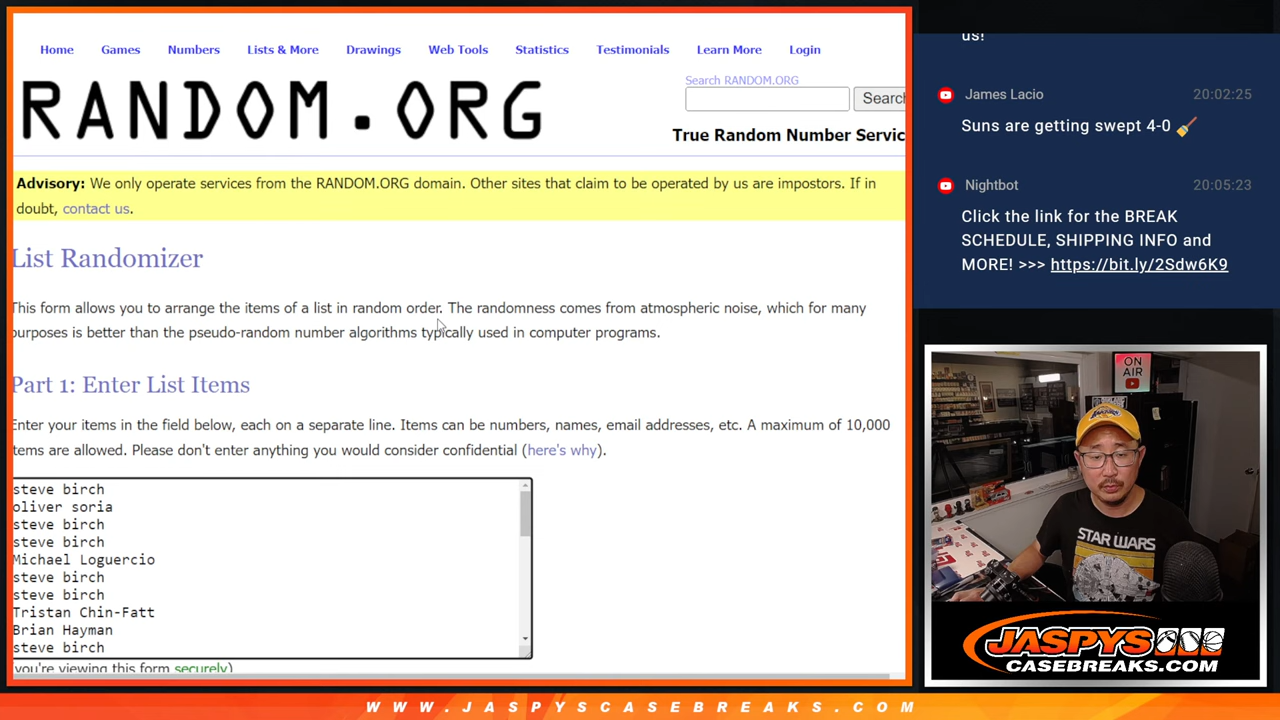 Home Games Numbers Lists & More Drawings Web Tools Statistics Testimonials Learn More Login
RANDOM.ORG
Search RANDOM.ORG
Search
True Random Number Servic
Advisory: We only operate services from the RANDOM.ORG domain. Other sites that claim to be operated by us are impostors. If in
doubt, contact us.
List Randomizer
This form allows you to arrange the items of a list in random order. The randomness comes from atmospheric noise, which for many
purposes is better than the pseudo-random number algorithms typically used in computer programs.
Part 1: Enter List Items
Enter your items in the field below, each on a separate line. Items can be numbers, names, email addresses, etc. A maximum of 10,000
items are allowed. Please don't enter anything you would consider confidential (here's why).
steve birch
oliver soria
steve birch
steve birch
Michael Loguercio
steve birch
steve birch
Tristan Chin-Fatt
Brian Hayman
steve birch
you're viewing this form securely)
us!
James Lacio 20:02:25
Suns are getting swept 4-0 🧹
Nightbot 20:05:23
Click the link for the BREAK
SCHEDULE, SHIPPING INFO and
MORE! >>> https://bit.ly/2Sdw6K9
ON
AIR
STAR WARS
JASPYS
CASEBREAKS.COM
WWW.JASPYSCASEBREAKS.COM